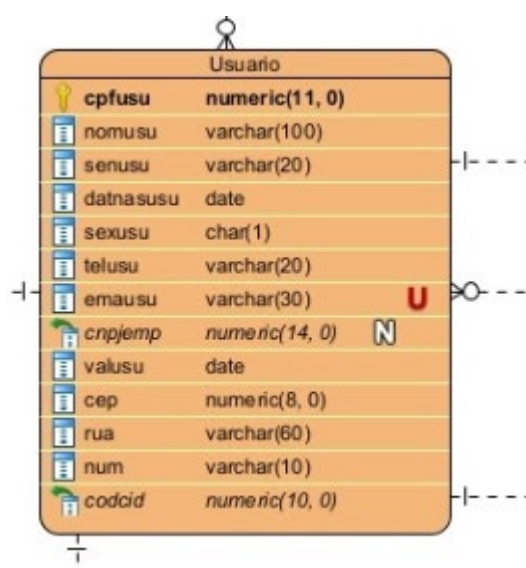 Usuario
cpfusu numeric(11, 0)
nomusu varchar(100)
senusu varchar(20)
datnasusu date
sexusu char(1)
telusu varchar(20)
emausu varchar(30) U
cnpjemp numeric(14, 0) N
valusu date
cep numeric(8, 0)
rua varchar(60)
num varchar(10)
codcid numeric(10, 0)